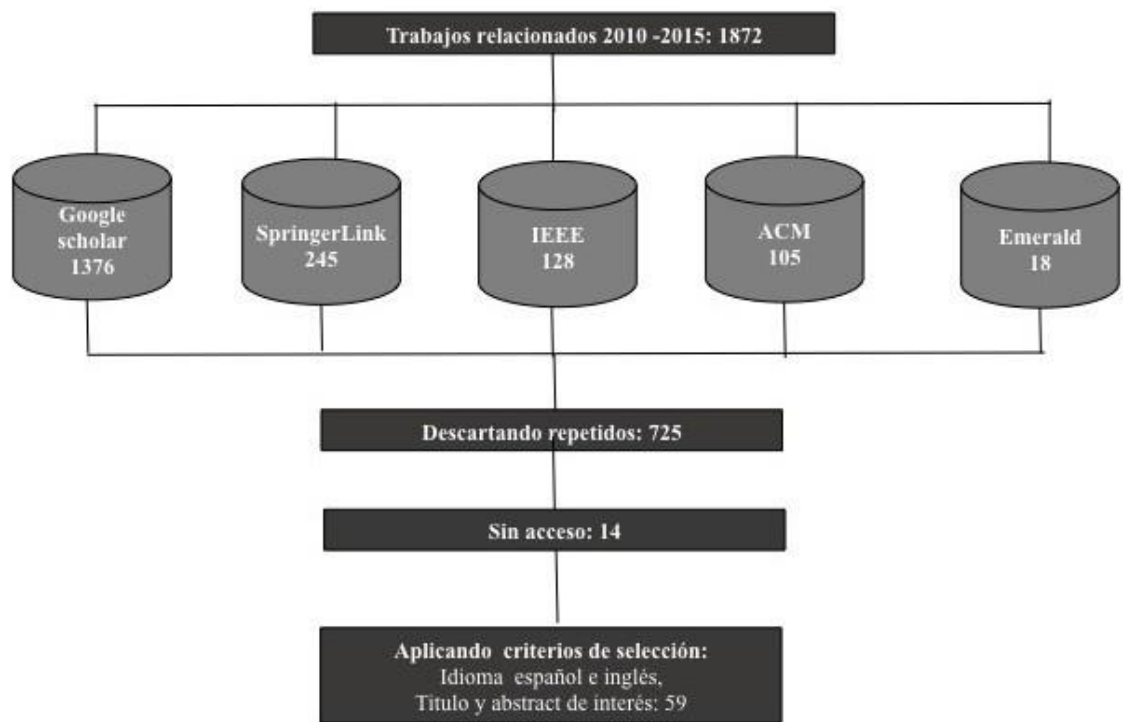 Trabajos relacionados 2010 -2015: 1872
Google
scholar
1376
SpringerLink
245
IEEE
128
ACM
105
Emerald
18
Descartando repetidos: 725
Sin acceso: 14
Aplicando criterios de selección:
Idioma español e inglés,
Titulo y abstract de interés: 59